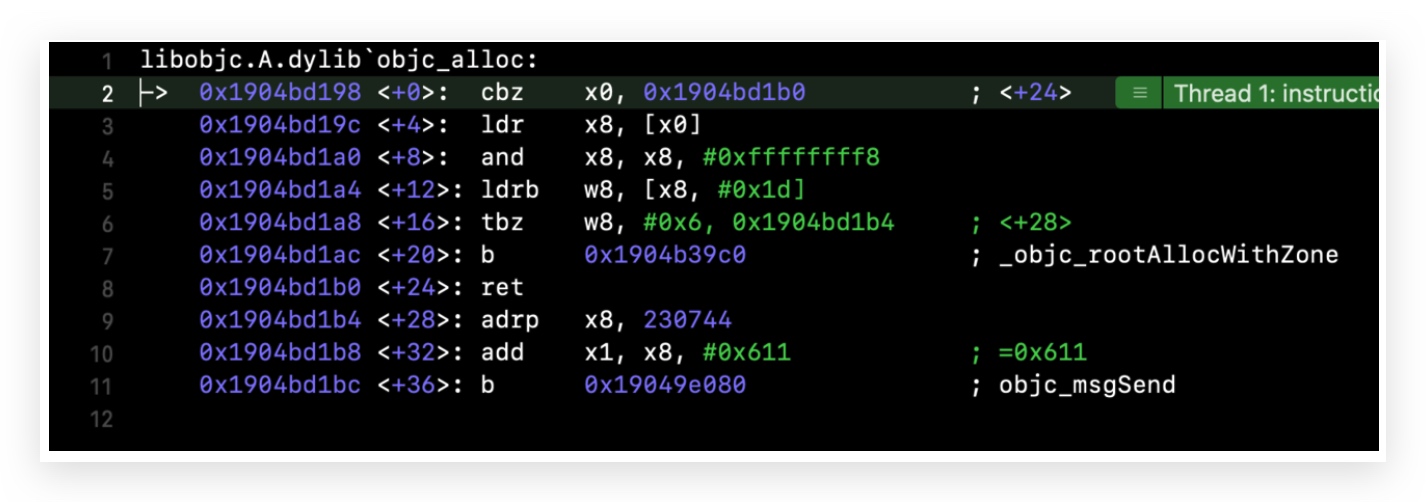 1 libobjc.A.dylib`objc_alloc:
2 -> 0x1904bd198 <+0>: cbz x0, 0x1904bd1b0 ; <+24> ≡ Thread 1: instructic
3 0x1904bd19c <+4>: ldr x8, [x0]
4 0x1904bd1a0 <+8>: and x8, x8, #0xffffffff8
5 0x1904bd1a4 <+12>: ldrb w8, [x8, #0x1d]
6 0x1904bd1a8 <+16>: tbz w8, #0x6, 0x1904bd1b4 ; <+28>
7 0x1904bd1ac <+20>: b 0x1904b39c0 ; _objc_rootAllocWithZone
8 0x1904bd1b0 <+24>: ret
9 0x1904bd1b4 <+28>: adrp x8, 230744
10 0x1904bd1b8 <+32>: add x1, x8, #0x611 ; =0x611
11 0x1904bd1bc <+36>: b 0x19049e080 ; objc_msgSend
12